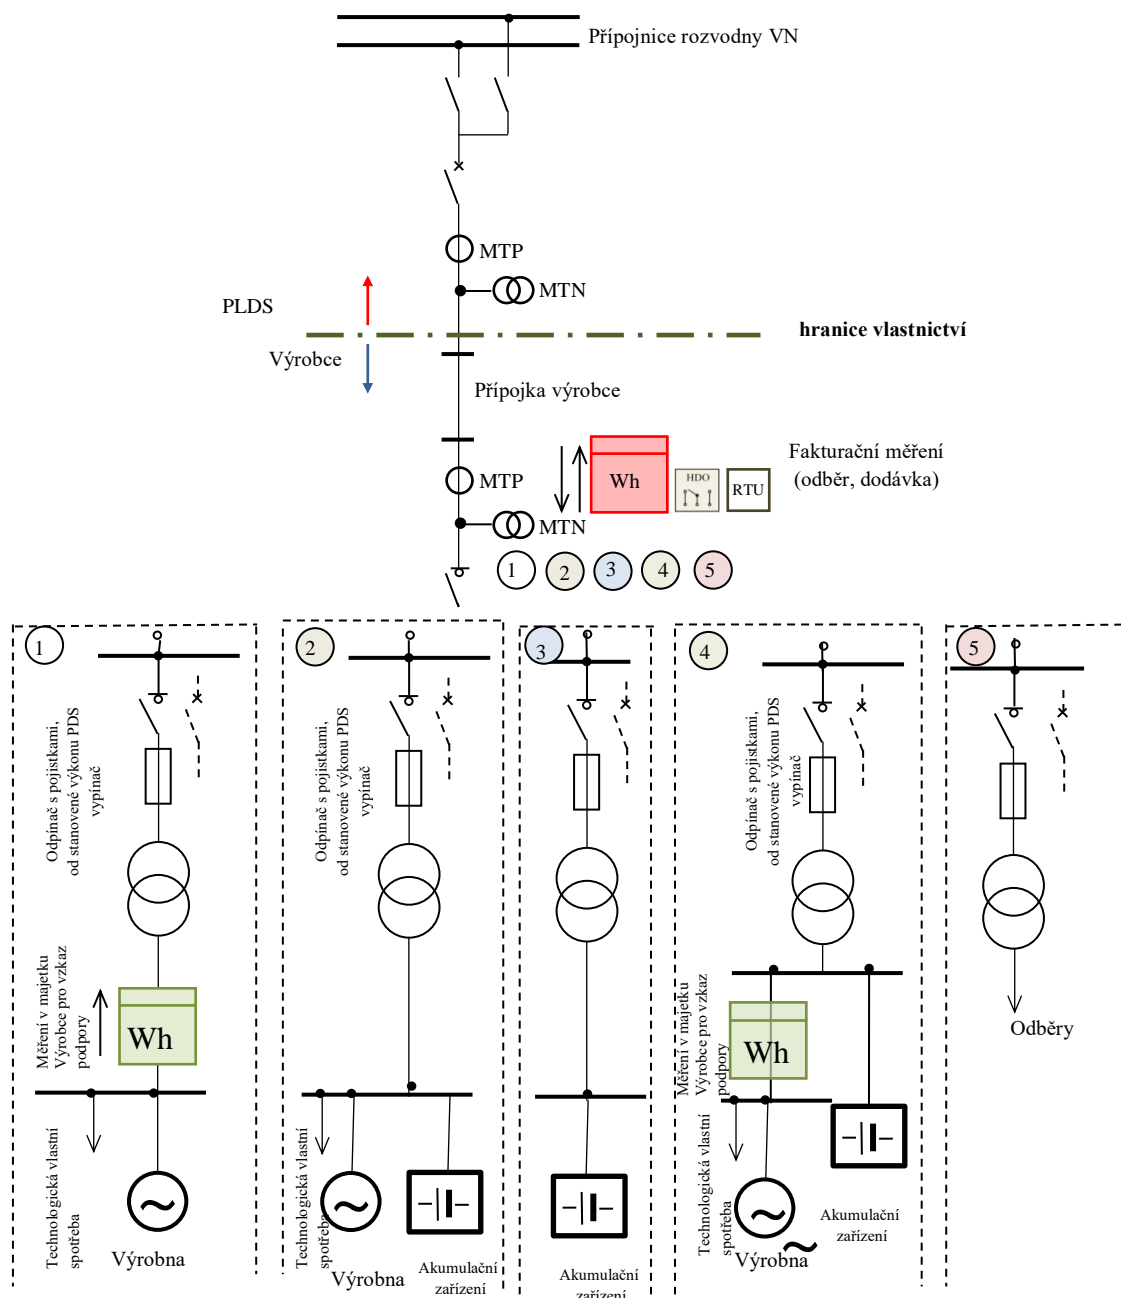 Přípojnice rozvodny VN
MTP
MTN
PLDS
hranice vlastnictví
Výrobce
Přípojka výrobce
Fakturační měření
(odběr, dodávka)
Wh
HDO
RTU
MTP
MTN
1
2
3
4
5
1
Odpínač s pojistkami,
od stanovené výkonu PDS
vypínač
Měření v majetku
Výrobce pro vzkaz
podpory
Wh
Technologická vlastní
spotřeba
Výrobna
2
Odpínač s pojistkami,
od stanovené výkonu PDS
vypínač
Technologická vlastní
spotřeba
Výrobna
Akumulační
zařízení
3
Akumulační
zařízení
4
Odpínač s pojistkami,
od stanovené výkonu PDS
vypínač
Měření v majetku
Výrobce pro vzkaz
podpory
Wh
Technologická vlastní
spotřeba
Výrobna
Akumulační
zařízení
5
Odběry